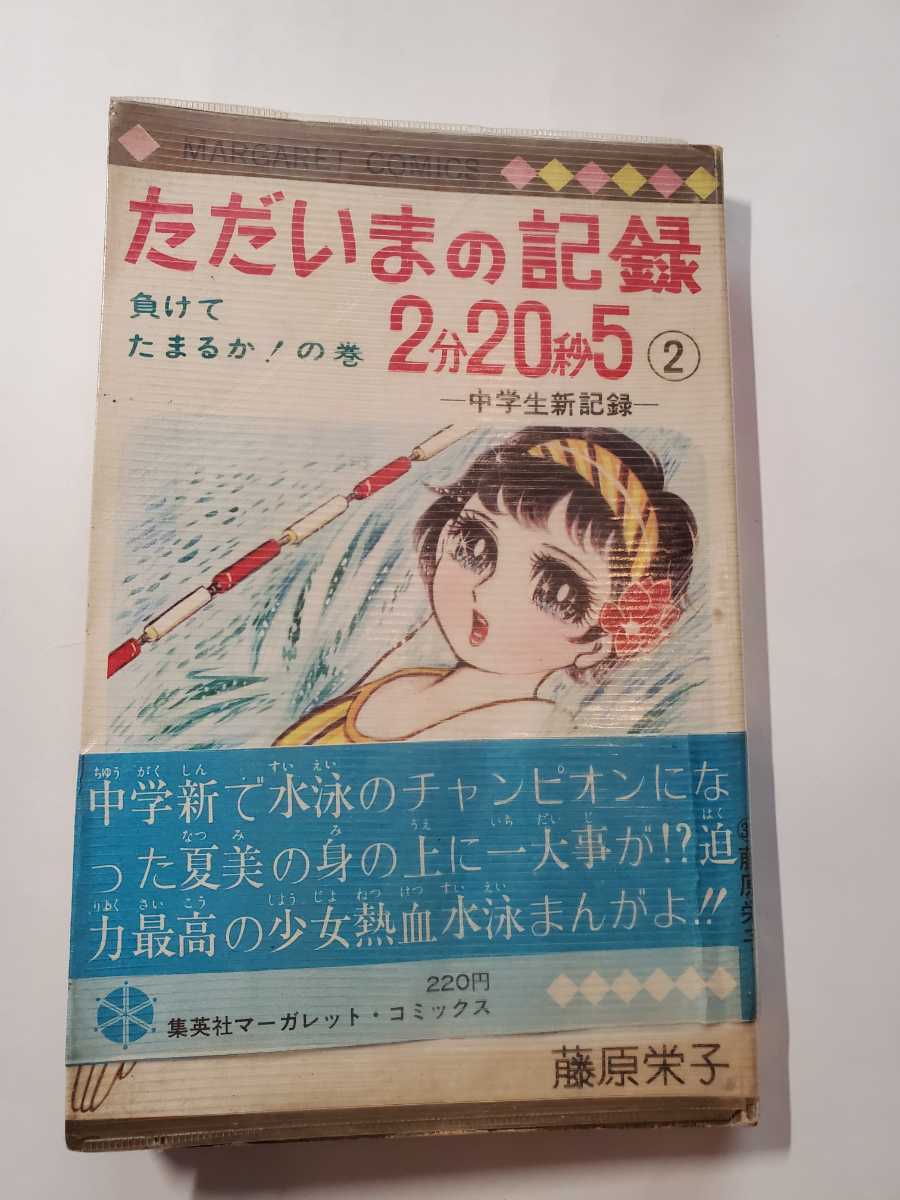 MARGARET COMICS
ただいまの記録
負けて
たまるか!の巻
2分20秒5 ②
—中学生新記録—
中学新で水泳のチャンピオンにな
った夏美の身の上に一大事が!?迫
力最高の少女熱血水泳まんがよ!!
220円
集英社マーガレット・コミックス
藤原栄子
藤原栄子